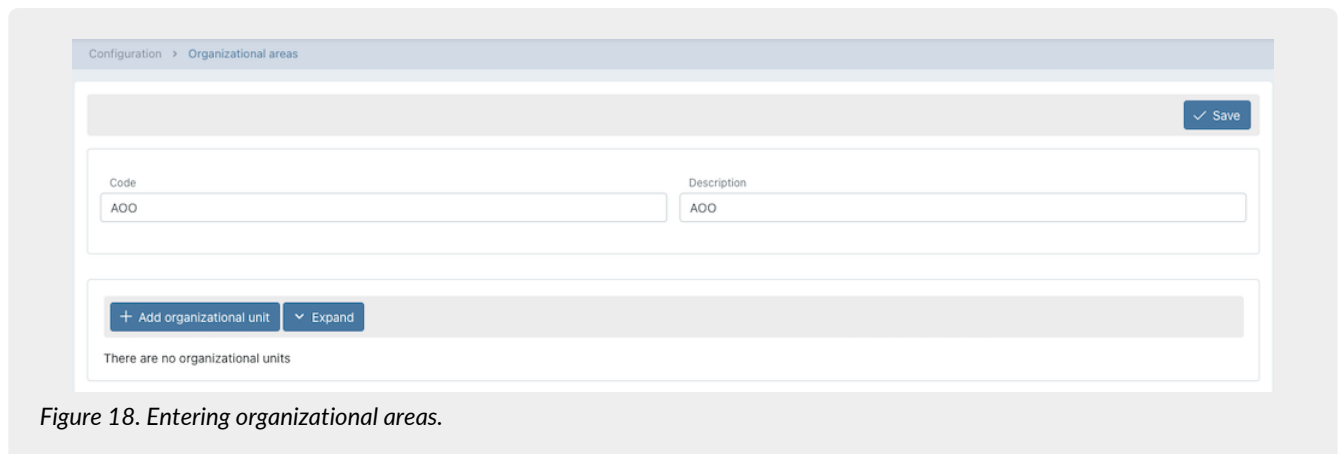 Configuration > Organizational areas
Save
Code
Description
AOO
AOO
+ Add organizational unit
Expand
There are no organizational units
Figure 18. Entering organizational areas.